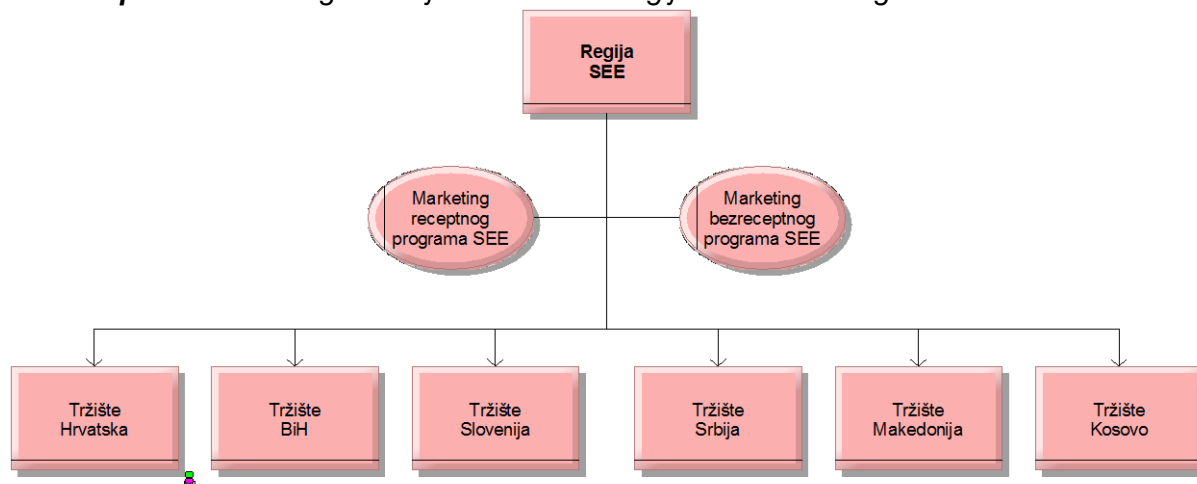 Regija
SEE
Marketing
receptnog
programa SEE
Marketing
bezreceptnog
programa SEE
Tržište
Hrvatska
Tržište
BiH
Tržište
Slovenija
Tržište
Srbija
Tržište
Makedonija
Tržište
Kosovo